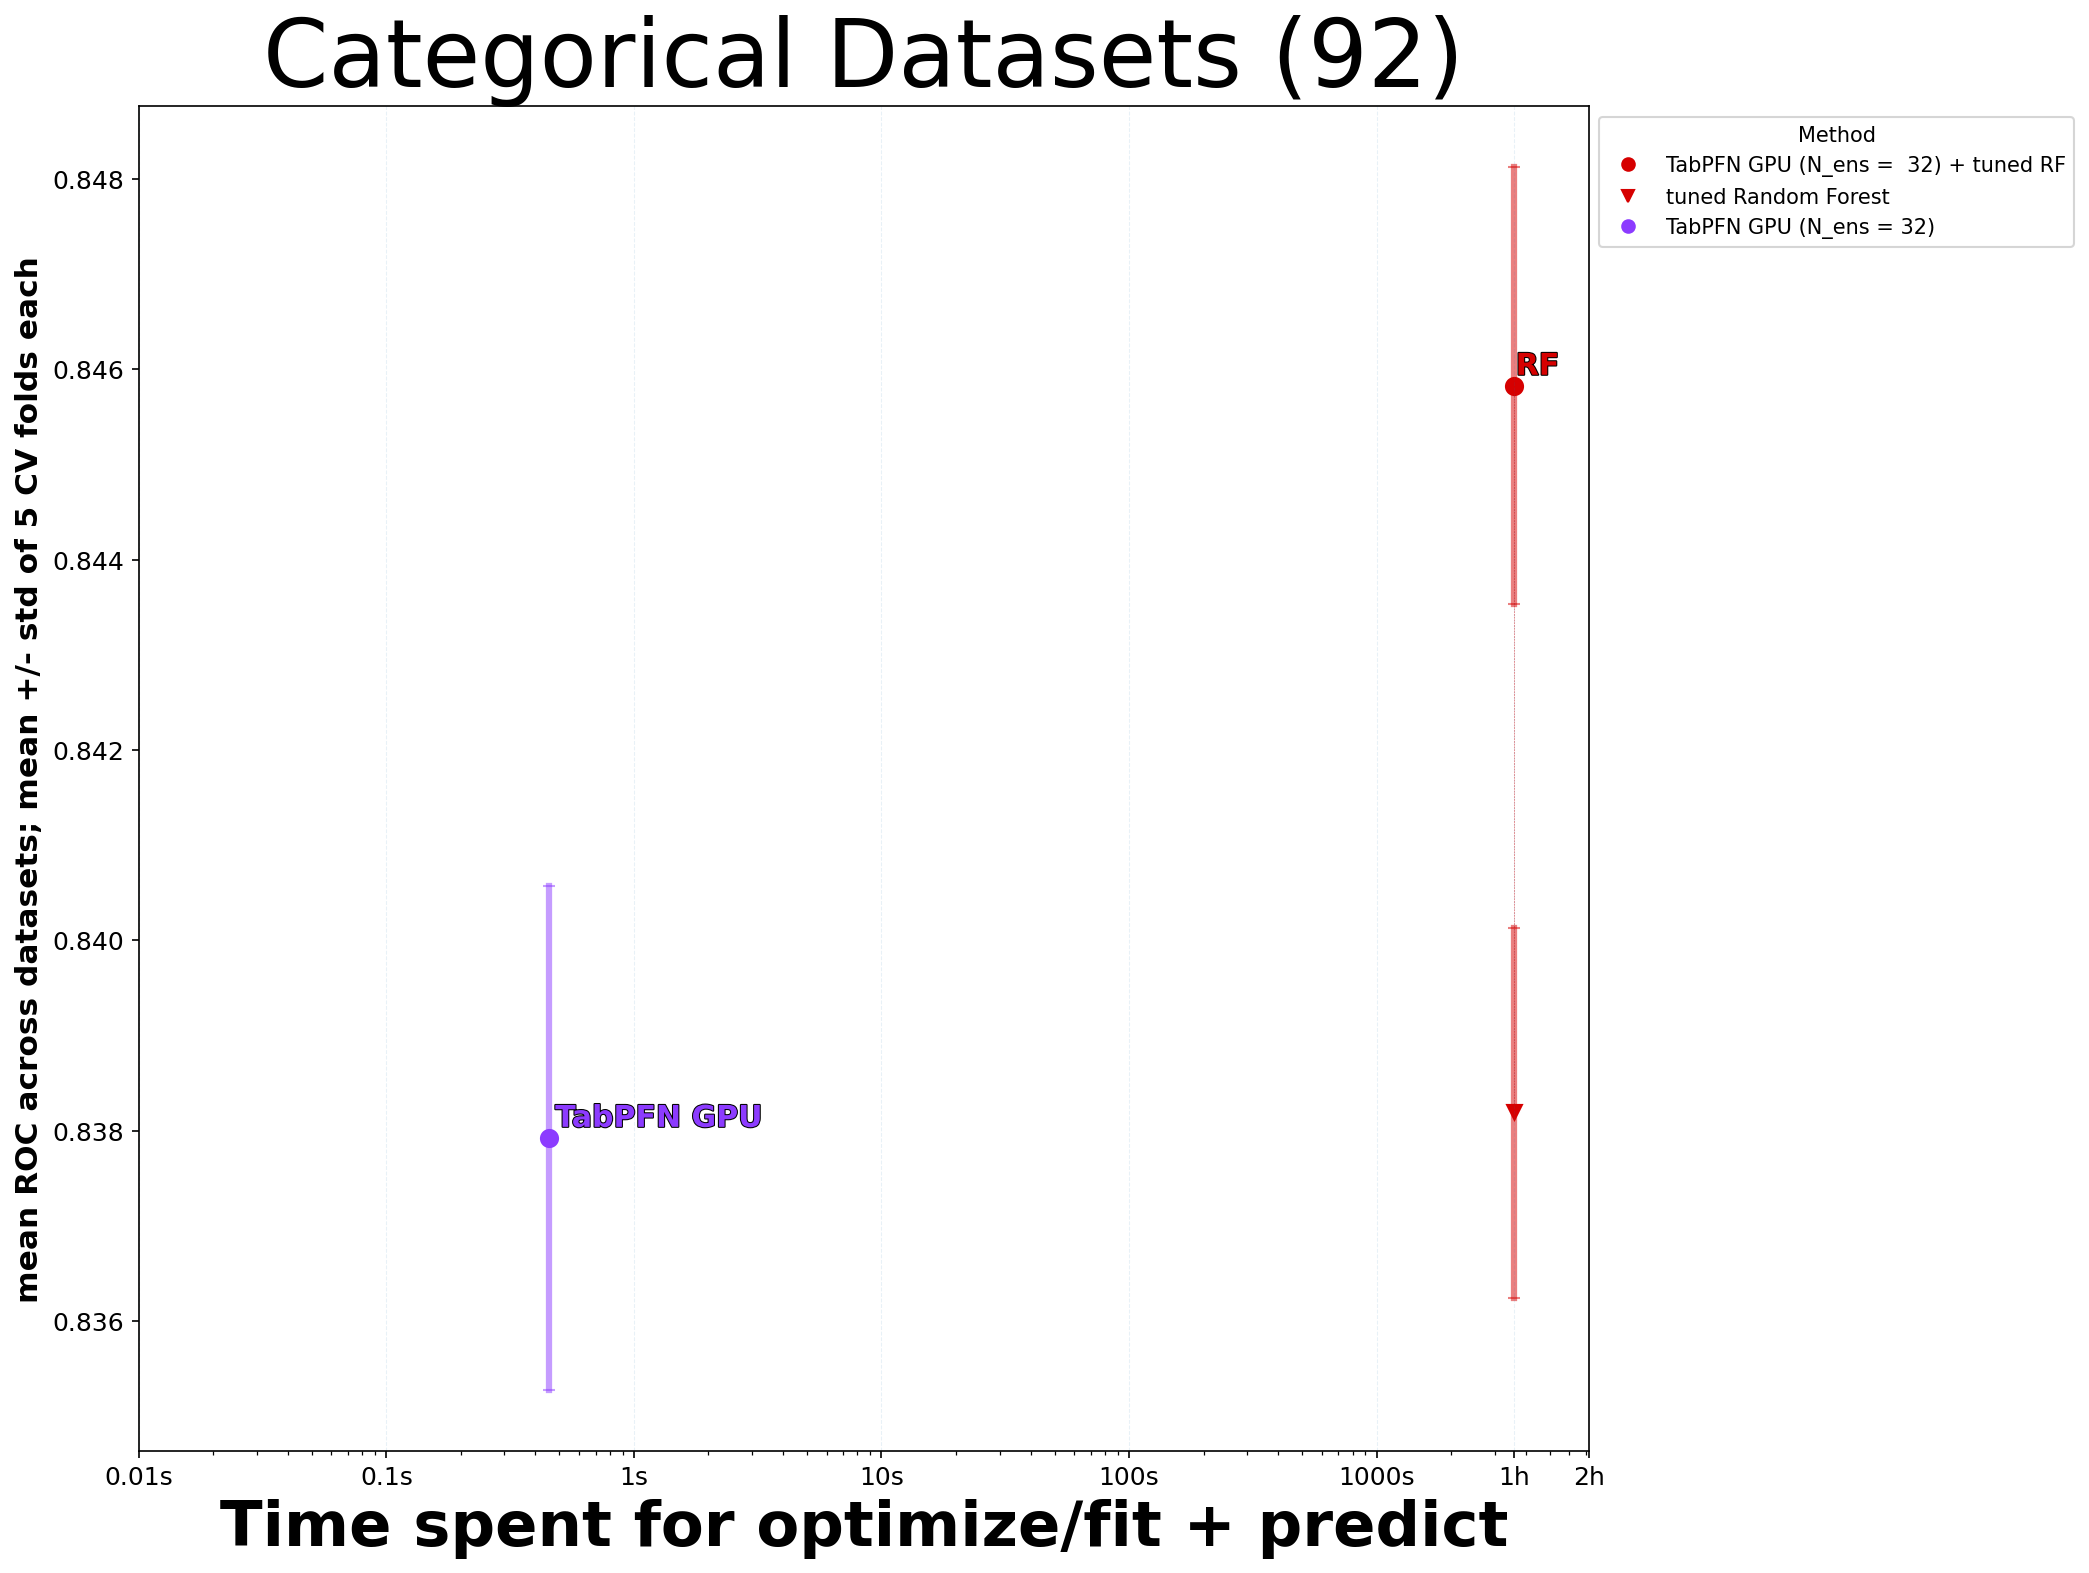 Categorical Datasets (92)
mean ROC across datasets; mean +/- std of 5 CV folds each
0.848
0.846
0.844
0.842
0.840
0.838
0.836
RF
TabPFN GPU
0.01s 0.1s 1s 10s 100s 1000s 1h 2h
Time spent for optimize/fit + predict
Method
TabPFN GPU (N_ens =  32) + tuned RF
tuned Random Forest
TabPFN GPU (N_ens = 32)